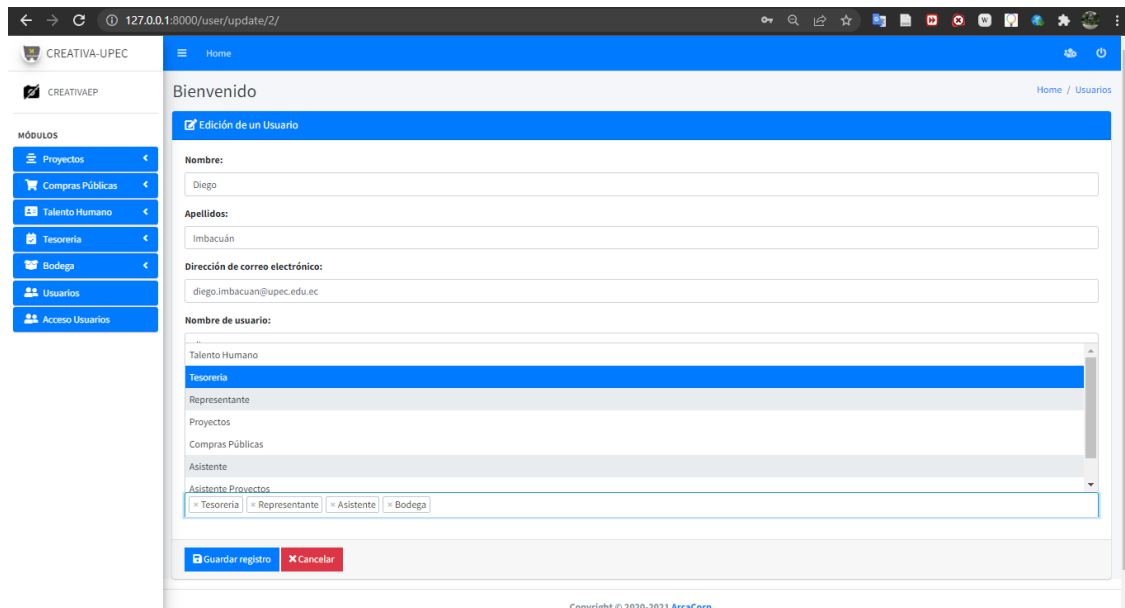 127.0.0.1:8000/user/update/2/
CREATIVA-UPEC
Home
CREATIVAEP
Bienvenido
Home / Usuarios
MÓDULOS
Proyectos
Compras Públicas
Talento Humano
Tesoreria
Bodega
Usuarios
Acceso Usuarios
Edición de un Usuario
Nombre:
Diego
Apellidos:
Imbacuán
Dirección de correo electrónico:
diego.imbacuan@upec.edu.ec
Nombre de usuario:
Talento Humano
Tesoreria
Representante
Proyectos
Compras Públicas
Asistente
Asistente Proyectos
× Tesoreria × Representante × Asistente × Bodega
Guardar registro Cancelar
Copyright © 2020-2021 ArcaCorp